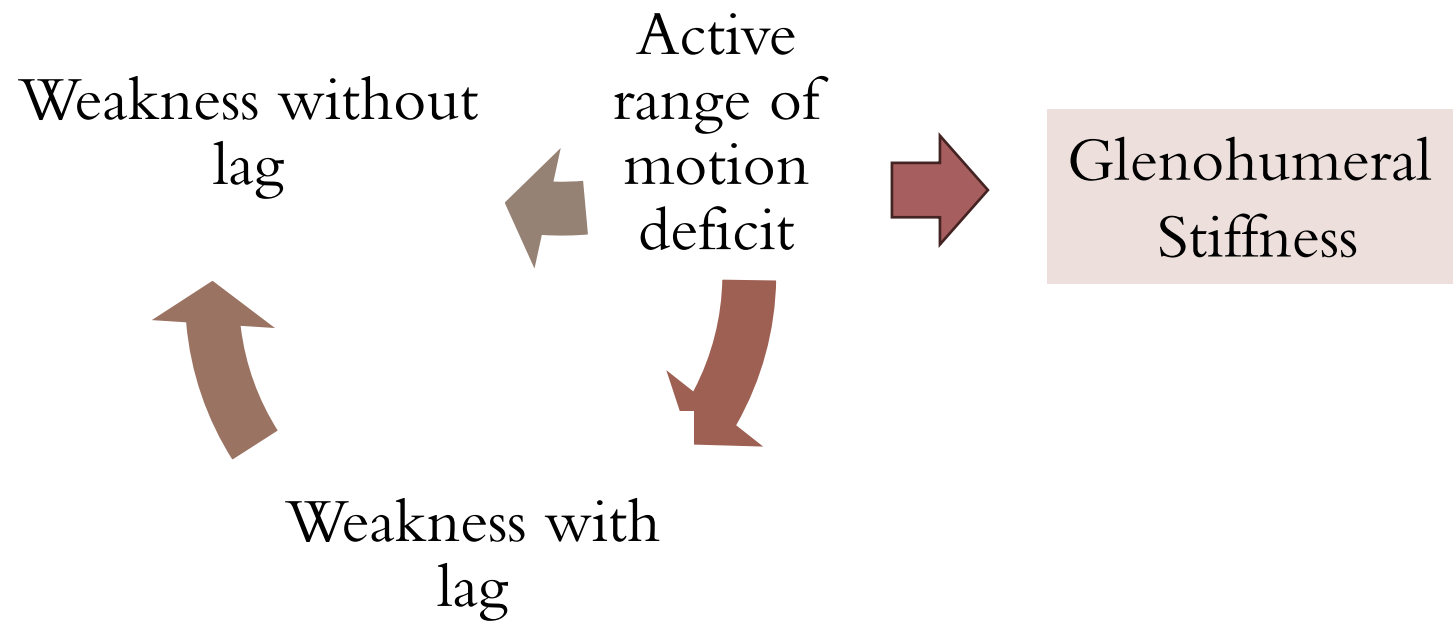 Active
range of
motion
deficit
Weakness without
lag
Glenohumeral
Stiffness
Weakness with
lag